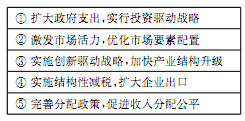 ① 扩大政府支出，实行投资驱动战略
② 激发市场活力，优化市场要素配置
③ 实施创新驱动战略，加快产业结构升级
④ 实施结构性减税，扩大企业出口
⑤ 完善分配政策，促进收入分配公平